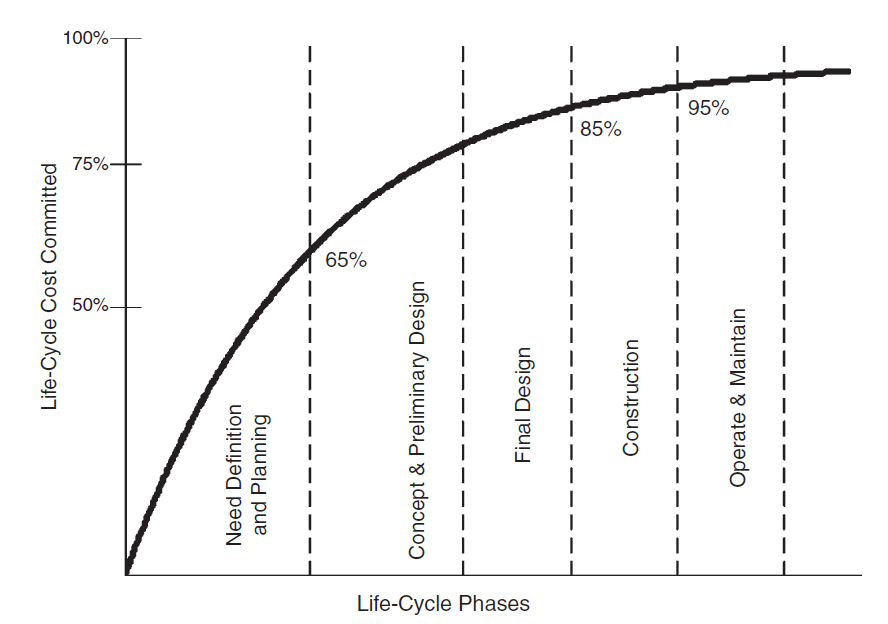 100%
75%
50%
Life-Cycle Cost Committed
65%
85%
95%
Need Definition
and Planning
Concept & Preliminary Design
Final Design
Construction
Operate & Maintain
Life-Cycle Phases